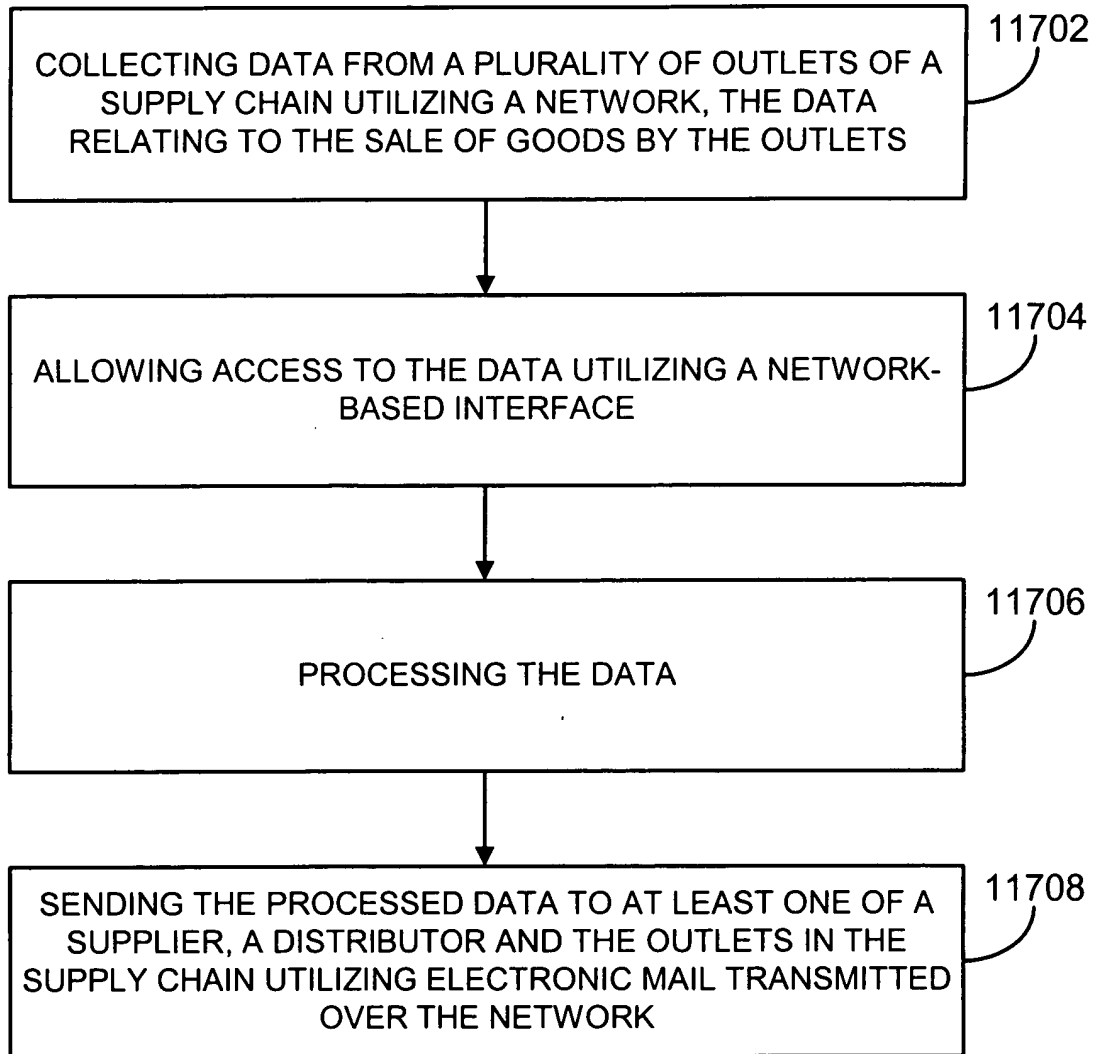 11702
COLLECTING DATA FROM A PLURALITY OF OUTLETS OF A
SUPPLY CHAIN UTILIZING A NETWORK, THE DATA
RELATING TO THE SALE OF GOODS BY THE OUTLETS
11704
ALLOWING ACCESS TO THE DATA UTILIZING A NETWORK-
BASED INTERFACE
11706
PROCESSING THE DATA
11708
SENDING THE PROCESSED DATA TO AT LEAST ONE OF A
SUPPLIER, A DISTRIBUTOR AND THE OUTLETS IN THE
SUPPLY CHAIN UTILIZING ELECTRONIC MAIL TRANSMITTED
OVER THE NETWORK